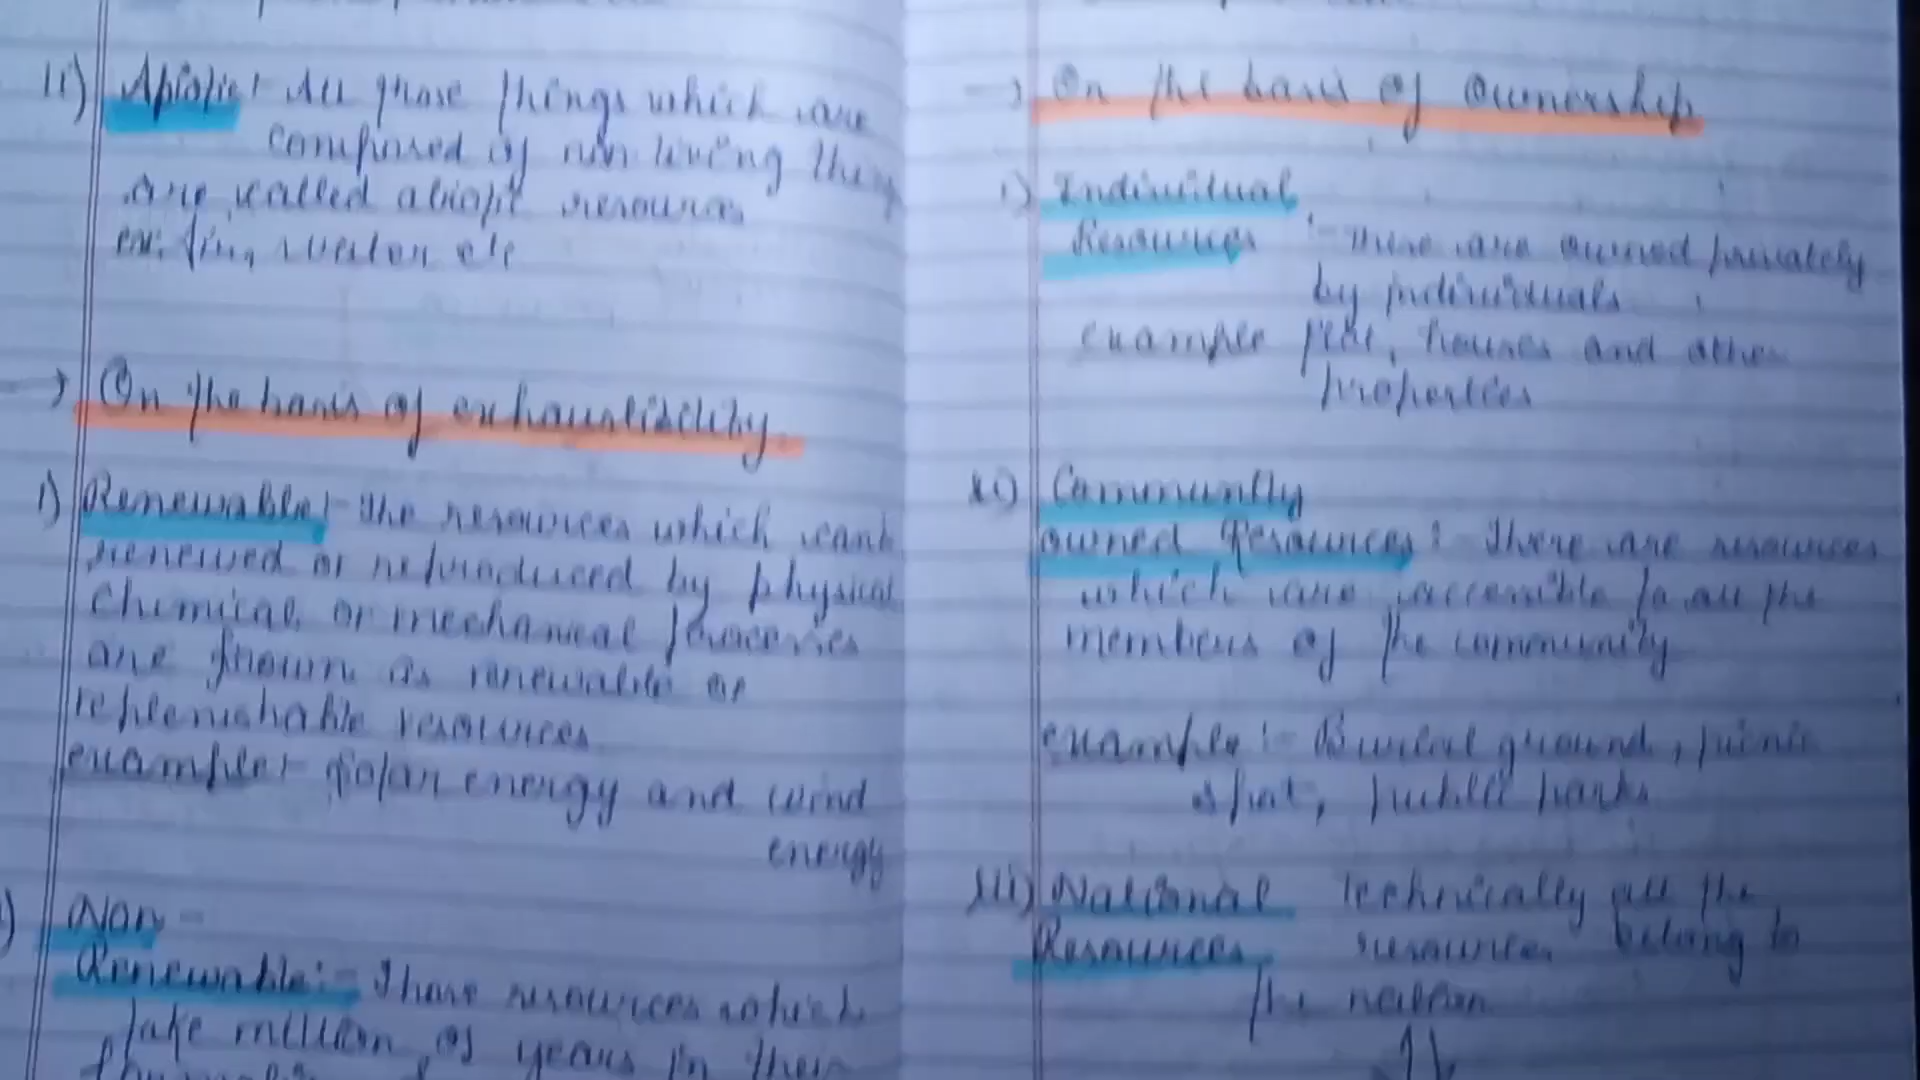 ii) Abiotic :- All those things which are
composed of non living things
are called abiotic resources
ex: fire, water etc
→ On the basis of exhaustibility.
i) Renewable :- The resources which can be
renewed or reproduced by physical
chemical or mechanical processes
are known as renewable or
replenishable resources
example :- Solar energy and wind
energy
Non -
Renewable :- Those resources which
take million of years in their
→ On the basis of Ownership
i) Individual
Resources :- These are owned privately
by individuals
example plot, houses and other
properties
ii) Community
owned Resources :- There are resources
which are accessible to all the
members of the community
example :- Burial ground, picnic
spot, public parks
iii) National Technically all the
Resources resources belong to
the nation